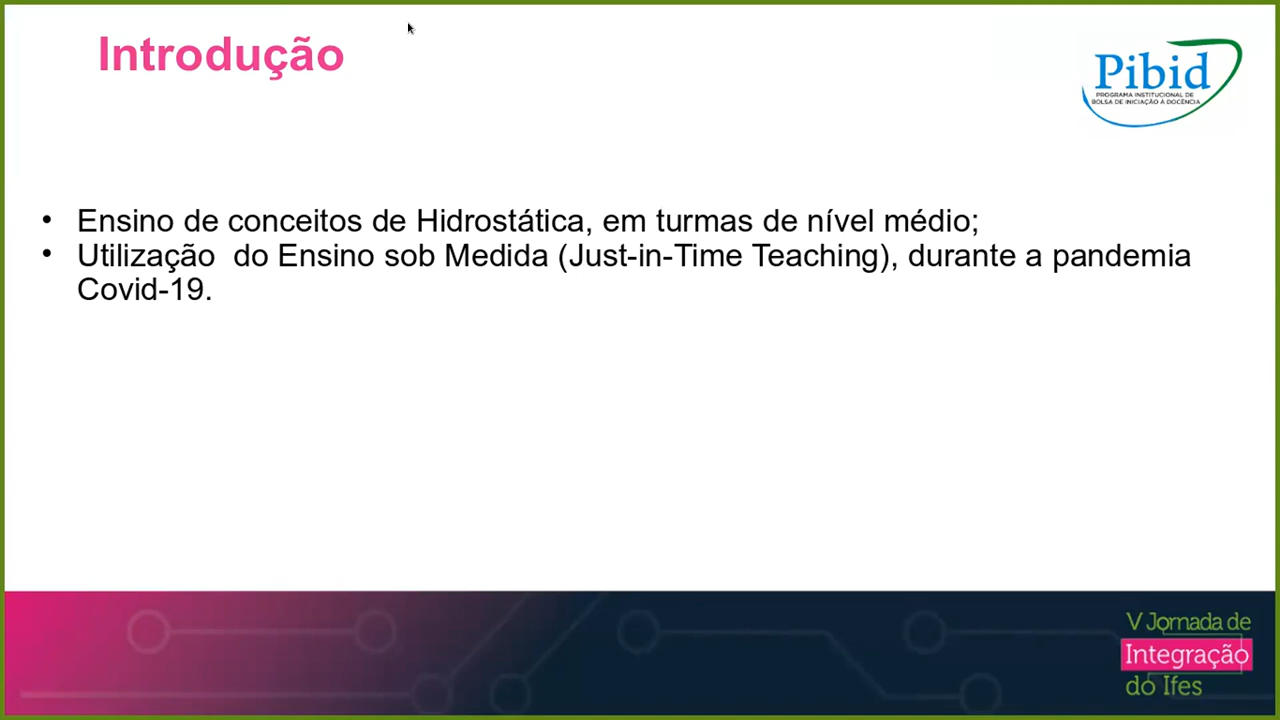 Introdução
Pibid
PROGRAMA INSTITUCIONAL DE
BOLSA DE INICIAÇÃO À DOCÊNCIA
• Ensino de conceitos de Hidrostática, em turmas de nível médio;
• Utilização  do Ensino sob Medida (Just-in-Time Teaching), durante a pandemia
Covid-19.
V Jornada de
Integração
do Ifes